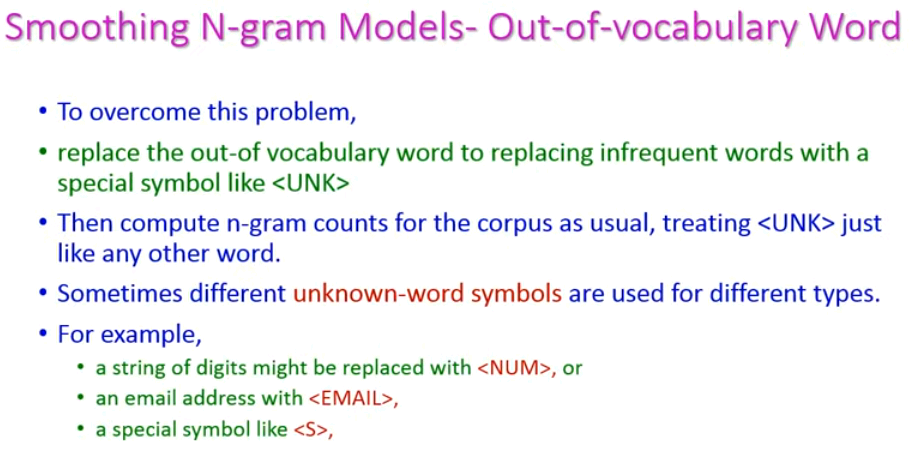 Smoothing N-gram Models- Out-of-vocabulary Word
• To overcome this problem,
• replace the out-of vocabulary word to replacing infrequent words with a
special symbol like <UNK>
• Then compute n-gram counts for the corpus as usual, treating <UNK> just
like any other word.
• Sometimes different unknown-word symbols are used for different types.
• For example,
• a string of digits might be replaced with <NUM>, or
• an email address with <EMAIL>,
• a special symbol like <S>,